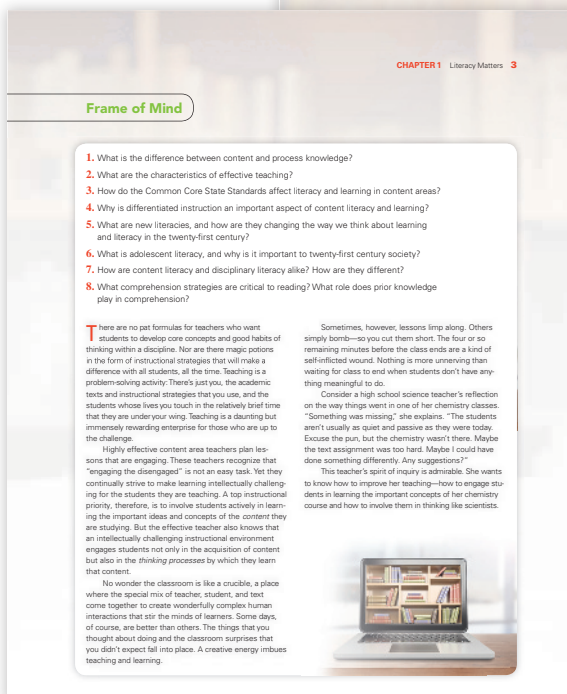 CHAPTER 1 Literacy Matters 3
Frame of Mind
1. What is the difference between content and process knowledge?
2. What are the characteristics of effective teaching?
3. How do the Common Core State Standards affect literacy and learning in content areas?
4. Why is differentiated instruction an important aspect of content literacy and learning?
5. What are new literacies, and how are they changing the way we think about learning
and literacy in the twenty-first century?
6. What is adolescent literacy, and why is it important to twenty-first century society?
7. How are content literacy and disciplinary literacy alike? How are they different?
8. What comprehension strategies are critical to reading? What role does prior knowledge
play in comprehension?
There are no pat formulas for teachers who want
students to develop core concepts and good habits of
thinking within a discipline. Nor are there magic potions
in the form of instructional strategies that will make a
difference with all students, all the time. Teaching is a
problem-solving activity: There's just you, the academic
texts and instructional strategies that you use, and the
students whose lives you touch in the relatively brief time
that they are under your wing. Teaching is a daunting but
immensely rewarding enterprise for those who are up to
the challenge.
Highly effective content area teachers plan les-
sons that are engaging. These teachers recognize that
"engaging the disengaged" is not an easy task. Yet they
continually strive to make learning intellectually challeng-
ing for the students they are teaching. A top instructional
priority, therefore, is to involve students actively in learn-
ing the important ideas and concepts of the content they
are studying. But the effective teacher also knows that
an intellectually challenging instructional environment
engages students not only in the acquisition of content
but also in the thinking processes by which they learn
that content.
No wonder the classroom is like a crucible, a place
where the special mix of teacher, student, and text
come together to create wonderfully complex human
interactions that stir the minds of learners. Some days,
of course, are better than others. The things that you
thought about doing and the classroom surprises that
you didn't expect fall into place. A creative energy imbues
teaching and learning.
Sometimes, however, lessons limp along. Others
simply bomb—so you cut them short. The four or so
remaining minutes before the class ends are a kind of
self-inflicted wound. Nothing is more unnerving than
waiting for class to end when students don't have any-
thing meaningful to do.
Consider a high school science teacher's reflection
on the way things went in one of her chemistry classes.
"Something was missing," she explains. "The students
aren't usually as quiet and passive as they were today.
Excuse the pun, but the chemistry wasn't there. Maybe
the text assignment was too hard. Maybe I could have
done something differently. Any suggestions?"
This teacher's spirit of inquiry is admirable. She wants
to know how to improve her teaching—how to engage stu-
dents in learning the important concepts of her chemistry
course and how to involve them in thinking like scientists.